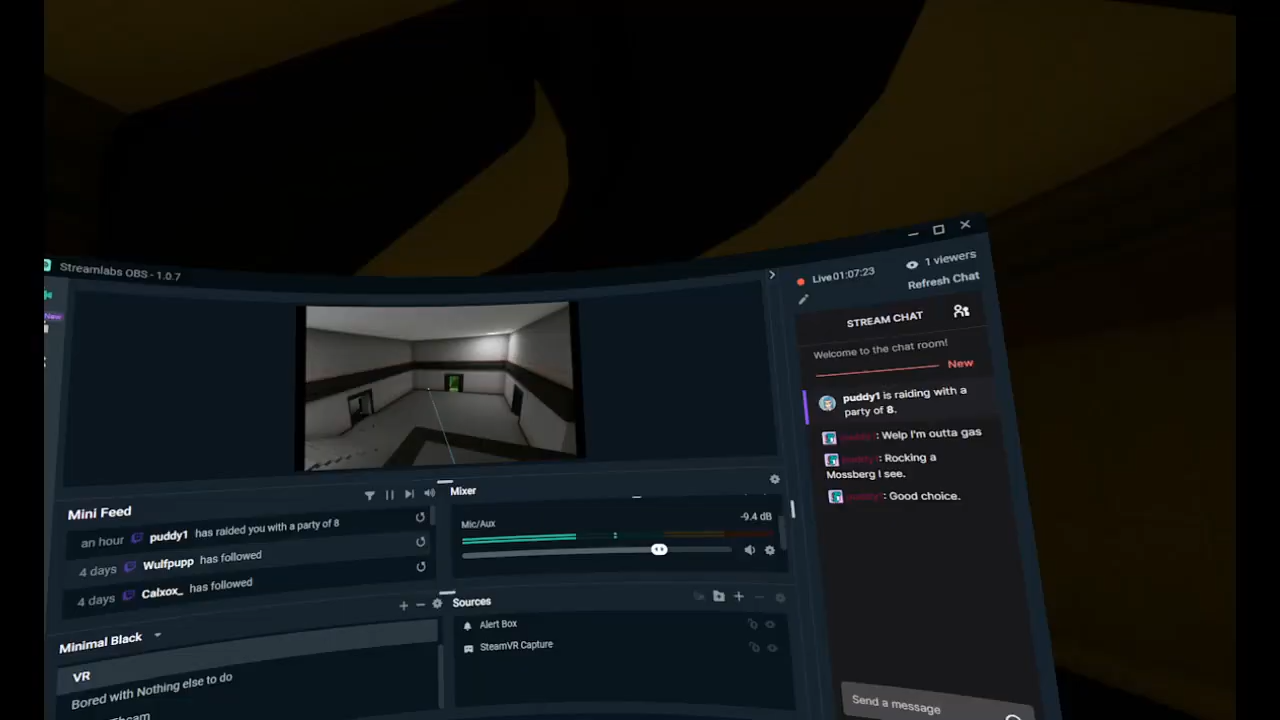 Streamlabs OBS - 1.0.7
New
Live 01:07:23
1 viewers
Refresh Chat
STREAM CHAT
Welcome to the chat room!
New
puddy1 is raiding with a
party of 8.
puddy1: Welp I'm outta gas
puddy1: Rocking a
Mossberg I see.
puddy1: Good choice.
Send a message
Mini Feed
an hour puddy1 has raided you with a party of 8
4 days Wulfpupp has followed
4 days Calxox_ has followed
Mixer
Mic/Aux
-9.4 dB
Minimal Black
VR
Bored with Nothing else to do
Sources
Alert Box
SteamVR Capture